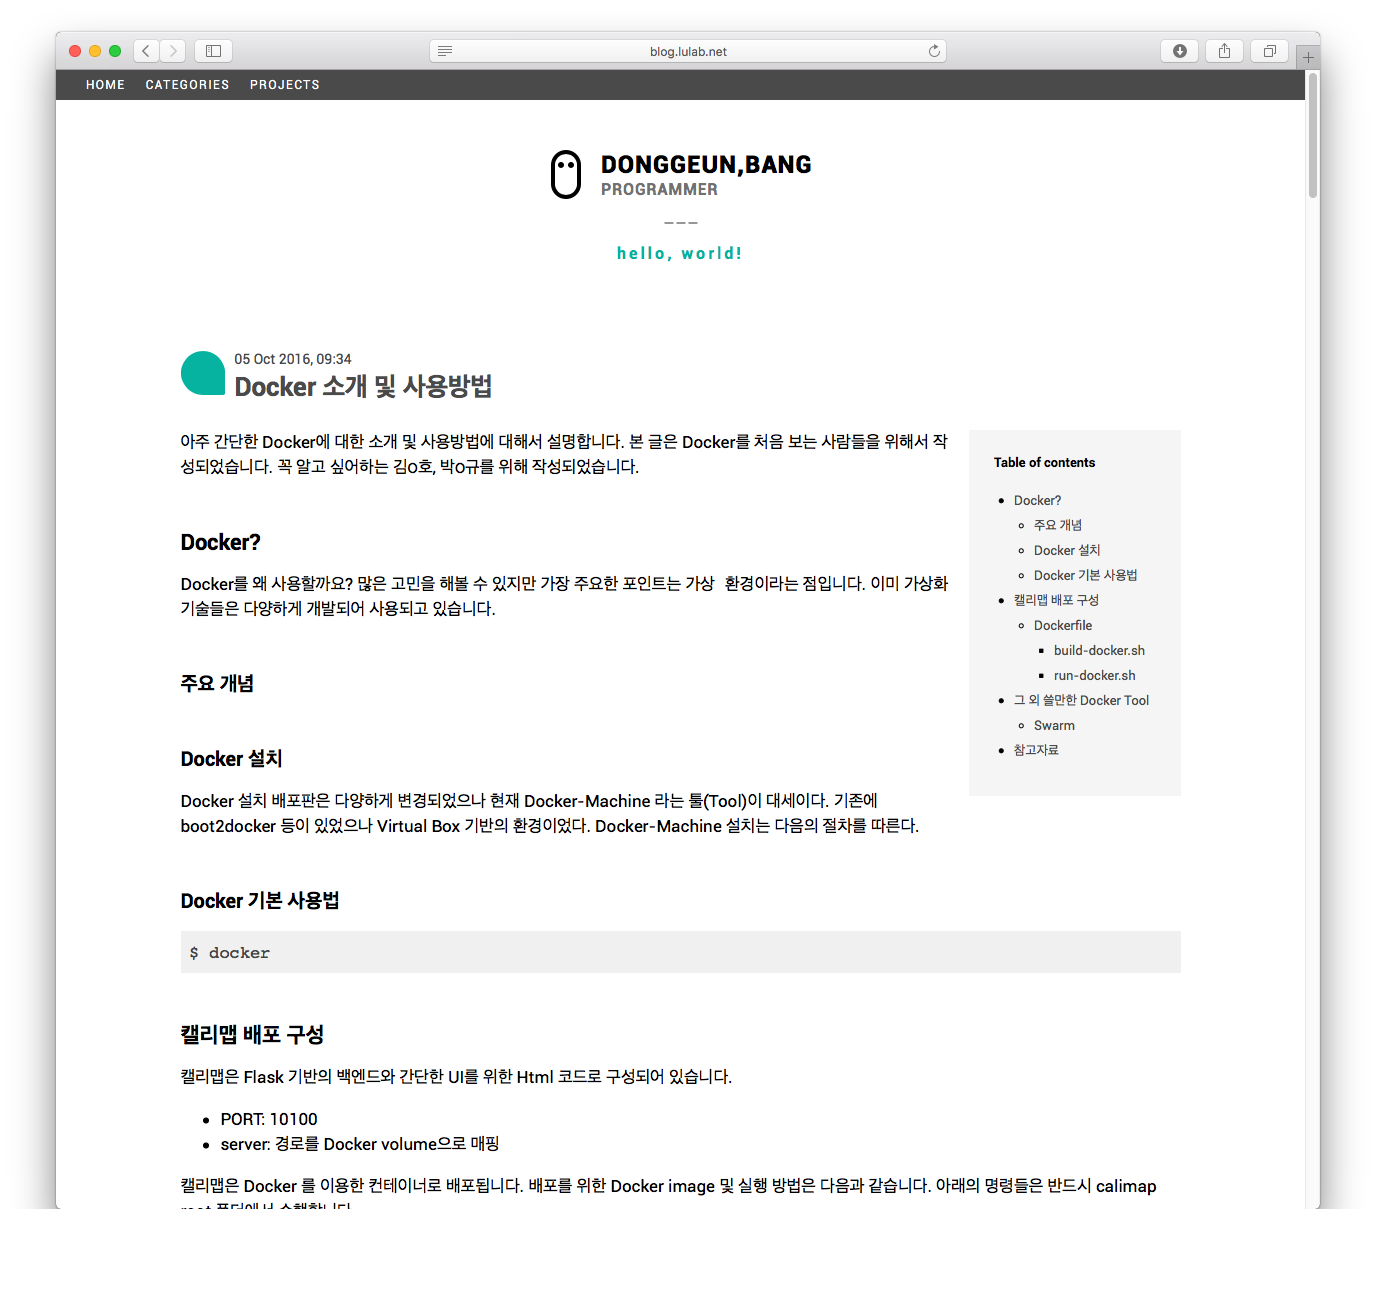 blog.lulab.net
HOME CATEGORIES PROJECTS
DONGGEUN,BANG
PROGRAMMER
———
hello, world!
05 Oct 2016, 09:34
Docker 소개 및 사용방법
아주 간단한 Docker에 대한 소개 및 사용방법에 대해서 설명합니다. 본 글은 Docker를 처음 보는 사람들을 위해서 작
성되었습니다. 꼭 알고 싶어하는 김o호, 박o규를 위해 작성되었습니다.
Table of contents
Docker?
주요 개념
Docker 설치
Docker 기본 사용법
캘리맵 배포 구성
Dockerfile
build-docker.sh
run-docker.sh
그 외 쓸만한 Docker Tool
Swarm
참고자료
Docker?
Docker를 왜 사용할까요? 많은 고민을 해볼 수 있지만 가장 주요한 포인트는 가상 환경이라는 점입니다. 이미 가상화
기술들은 다양하게 개발되어 사용되고 있습니다.
주요 개념
Docker 설치
Docker 설치 배포판은 다양하게 변경되었으나 현재 Docker-Machine 라는 툴(Tool)이 대세이다. 기존에
boot2docker 등이 있었으나 Virtual Box 기반의 환경이었다. Docker-Machine 설치는 다음의 절차를 따른다.
Docker 기본 사용법
$ docker
캘리맵 배포 구성
캘리맵은 Flask 기반의 백엔드와 간단한 UI를 위한 Html 코드로 구성되어 있습니다.
PORT: 10100
server: 경로를 Docker volume으로 매핑
캘리맵은 Docker 를 이용한 컨테이너로 배포됩니다. 배포를 위한 Docker image 및 실행 방법은 다음과 같습니다. 아래의 명령들은 반드시 calimap